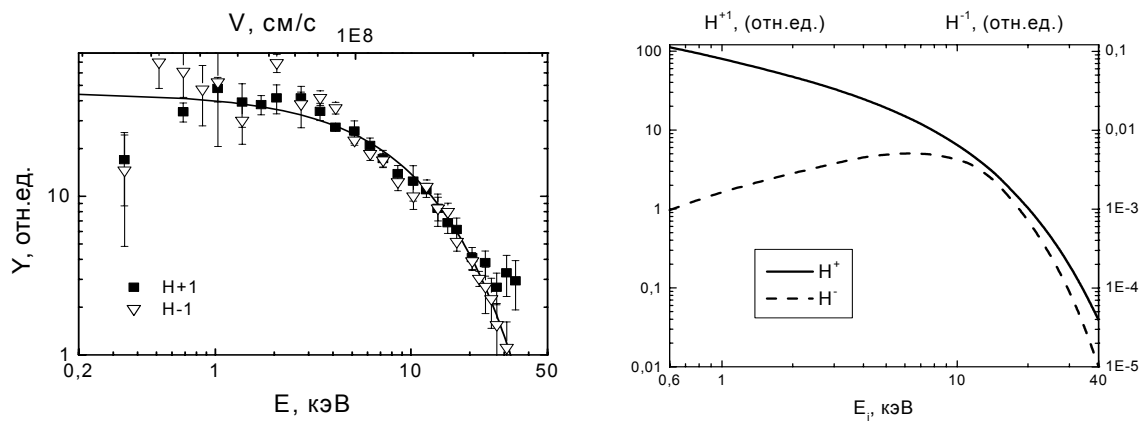 V, см/с
1E8
10
1
Y, отн.ед.
H+1
H-1
0,2
1
10
50
E, кэВ
H+1, (отн.ед.)
H-1, (отн.ед.)
100
10
1
0,1
0,01
0,1
0,01
1E-3
1E-4
1E-5
H+
H-
0,6
1
10
40
Ei, кэВ